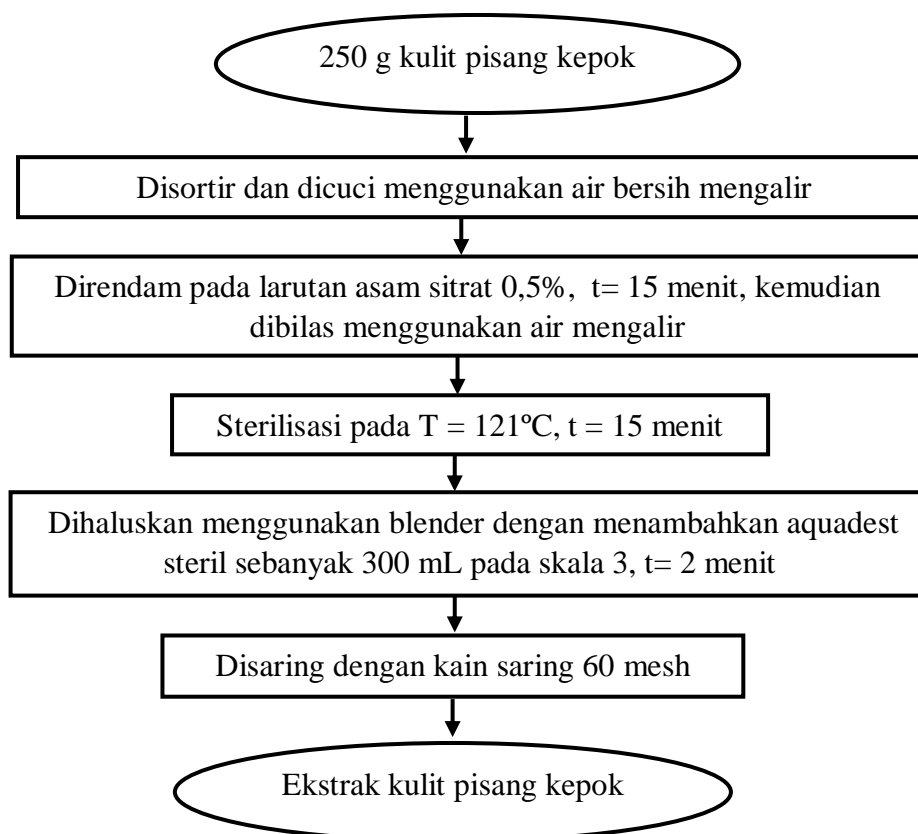 250 g kulit pisang kepok
Disortir dan dicuci menggunakan air bersih mengalir
Direndam pada larutan asam sitrat 0,5%, t= 15 menit, kemudian
dibilas menggunakan air mengalir
Sterilisasi pada T = 121ºC, t = 15 menit
Dihaluskan menggunakan blender dengan menambahkan aquadest
steril sebanyak 300 mL pada skala 3, t= 2 menit
Disaring dengan kain saring 60 mesh
Ekstrak kulit pisang kepok